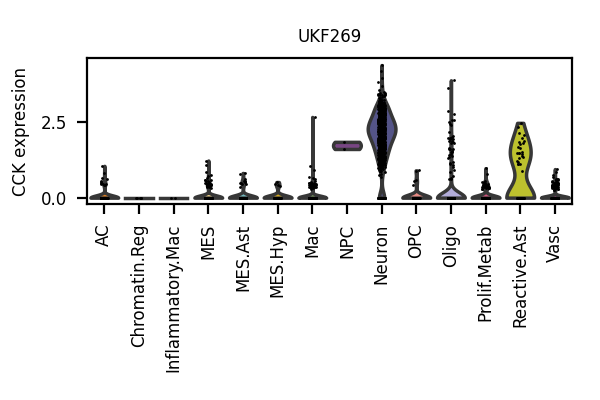 UKF269
CCK expression
2.5
0.0
AC
Chromatin.Reg
Inflammatory.Mac
MES
MES.Ast
MES.Hyp
Mac
NPC
Neuron
OPC
Oligo
Prolif.Metab
Reactive.Ast
Vasc